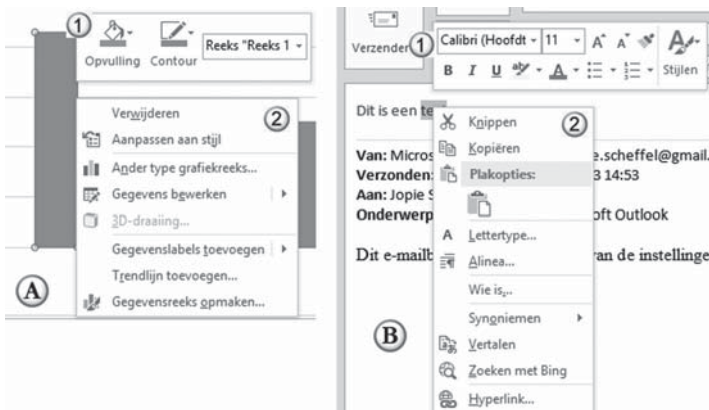 1
Opvulling Contour Reeks "Reeks 1
2
Verwijderen
Aanpassen aan stijl
Ander type grafiekreeks...
Gegevens bewerken
3D-draaiing...
Gegevenslabels toevoegen
Trendlijn toevoegen...
Gegevensreeks opmaken...
A
Verzenden
1
Calibri (Hoofdt 11 A A
B I U aby A Stijlen
Dit is een te
2
Knippen
Kopiëren
Plakopties:
A Lettertype...
Alinea...
Wie is...
Synoniemen
Vertalen
Zoeken met Bing
Hyperlink...
Van: Micros e.scheffel@gmail.
Verzonden: 3 14:53
Aan: Jopie S
Onderwerp oft Outlook
Dit e-mailb van de instellinge
B